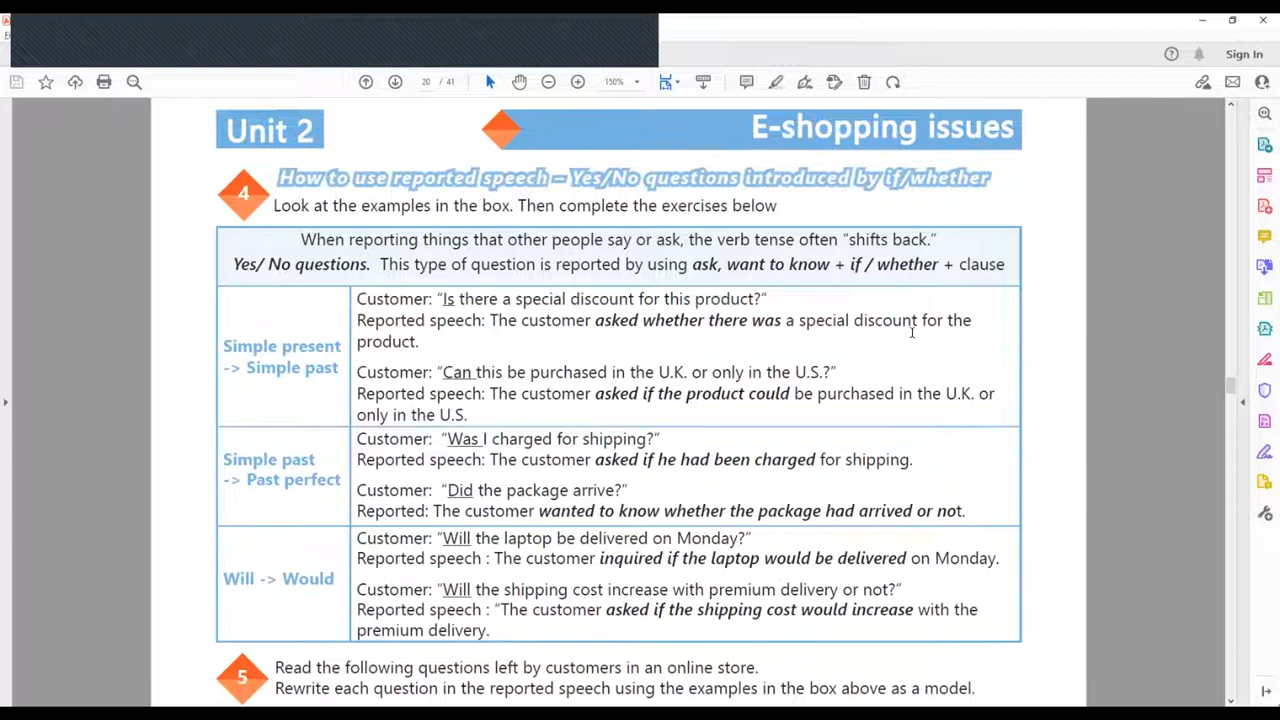 Sign In
20 / 41
150%
Unit 2
E-shopping issues
4
How to use reported speech – Yes/No questions introduced by if/whether
Look at the examples in the box. Then complete the exercises below
When reporting things that other people say or ask, the verb tense often “shifts back.”
Yes/ No questions. This type of question is reported by using ask, want to know + if / whether + clause
Simple present
-> Simple past
Customer: “Is there a special discount for this product?”
Reported speech: The customer asked whether there was a special discount for the
product.
Customer: “Can this be purchased in the U.K. or only in the U.S.?”
Reported speech: The customer asked if the product could be purchased in the U.K. or
only in the U.S.
Simple past
-> Past perfect
Customer: “Was I charged for shipping?”
Reported speech: The customer asked if he had been charged for shipping.
Customer: “Did the package arrive?”
Reported: The customer wanted to know whether the package had arrived or not.
Will -> Would
Customer: “Will the laptop be delivered on Monday?”
Reported speech : The customer inquired if the laptop would be delivered on Monday.
Customer: “Will the shipping cost increase with premium delivery or not?”
Reported speech : “The customer asked if the shipping cost would increase with the
premium delivery.
5
Read the following questions left by customers in an online store.
Rewrite each question in the reported speech using the examples in the box above as a model.